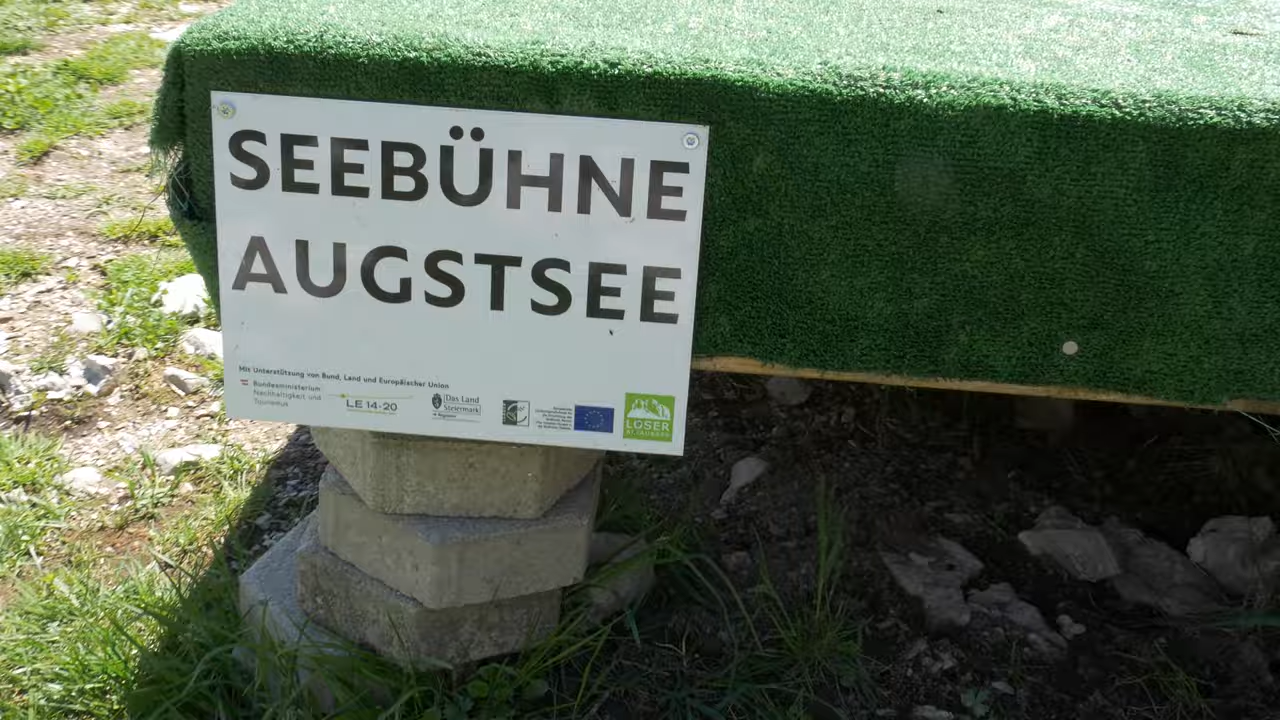 SEEBÜHNE
AUGSTSEE
Mit Unterstützung von Bund, Land und Europäischer Union
Bundesministerium
Nachhaltigkeit und
Tourismus
LE 14-20
Das Land
Steiermark
LOSER
ALTAUSSEE